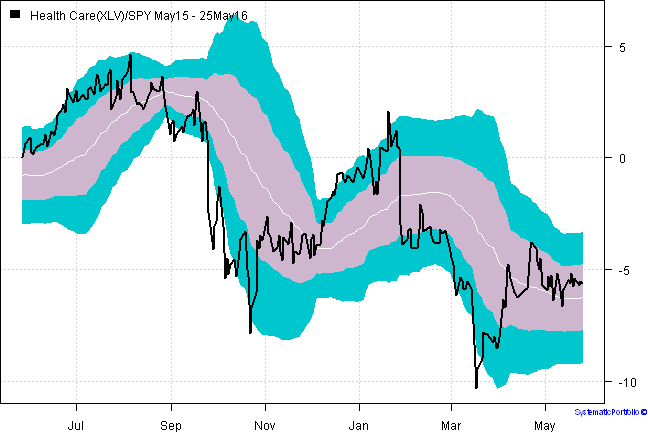 Health Care(XLV)/SPY May15 - 25May16
5
0
-5
-10
Jul Sep Nov Jan Mar May
SystematicPortfolio ©